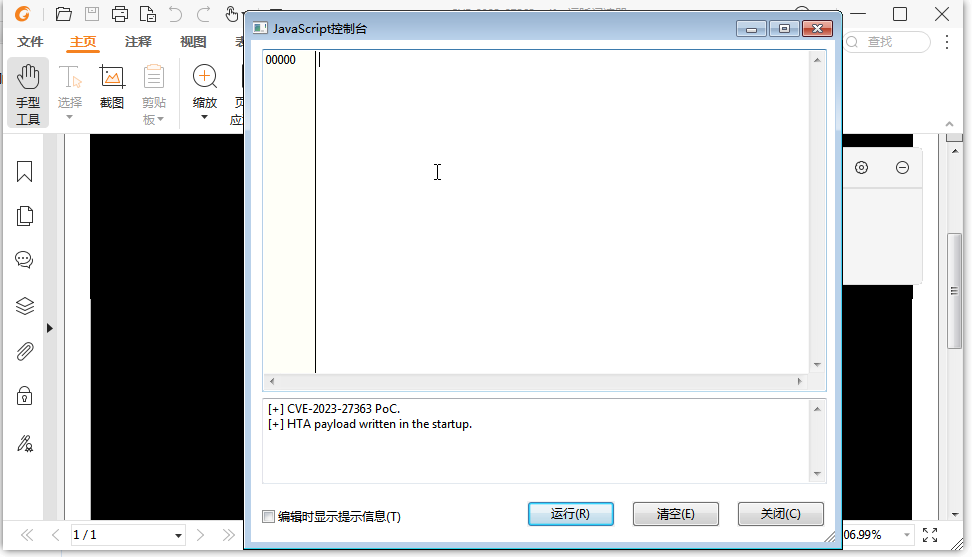 JavaScript控制台
文件 主页 注释 视图
查找
手型
工具
选择
截图
剪贴
板
缩放
00000
[+] CVE-2023-27363 PoC.
[+] HTA payload written in the startup.
编辑时显示提示信息(T)
运行(R)
清空(E)
关闭(C)
1 / 1
06.99%